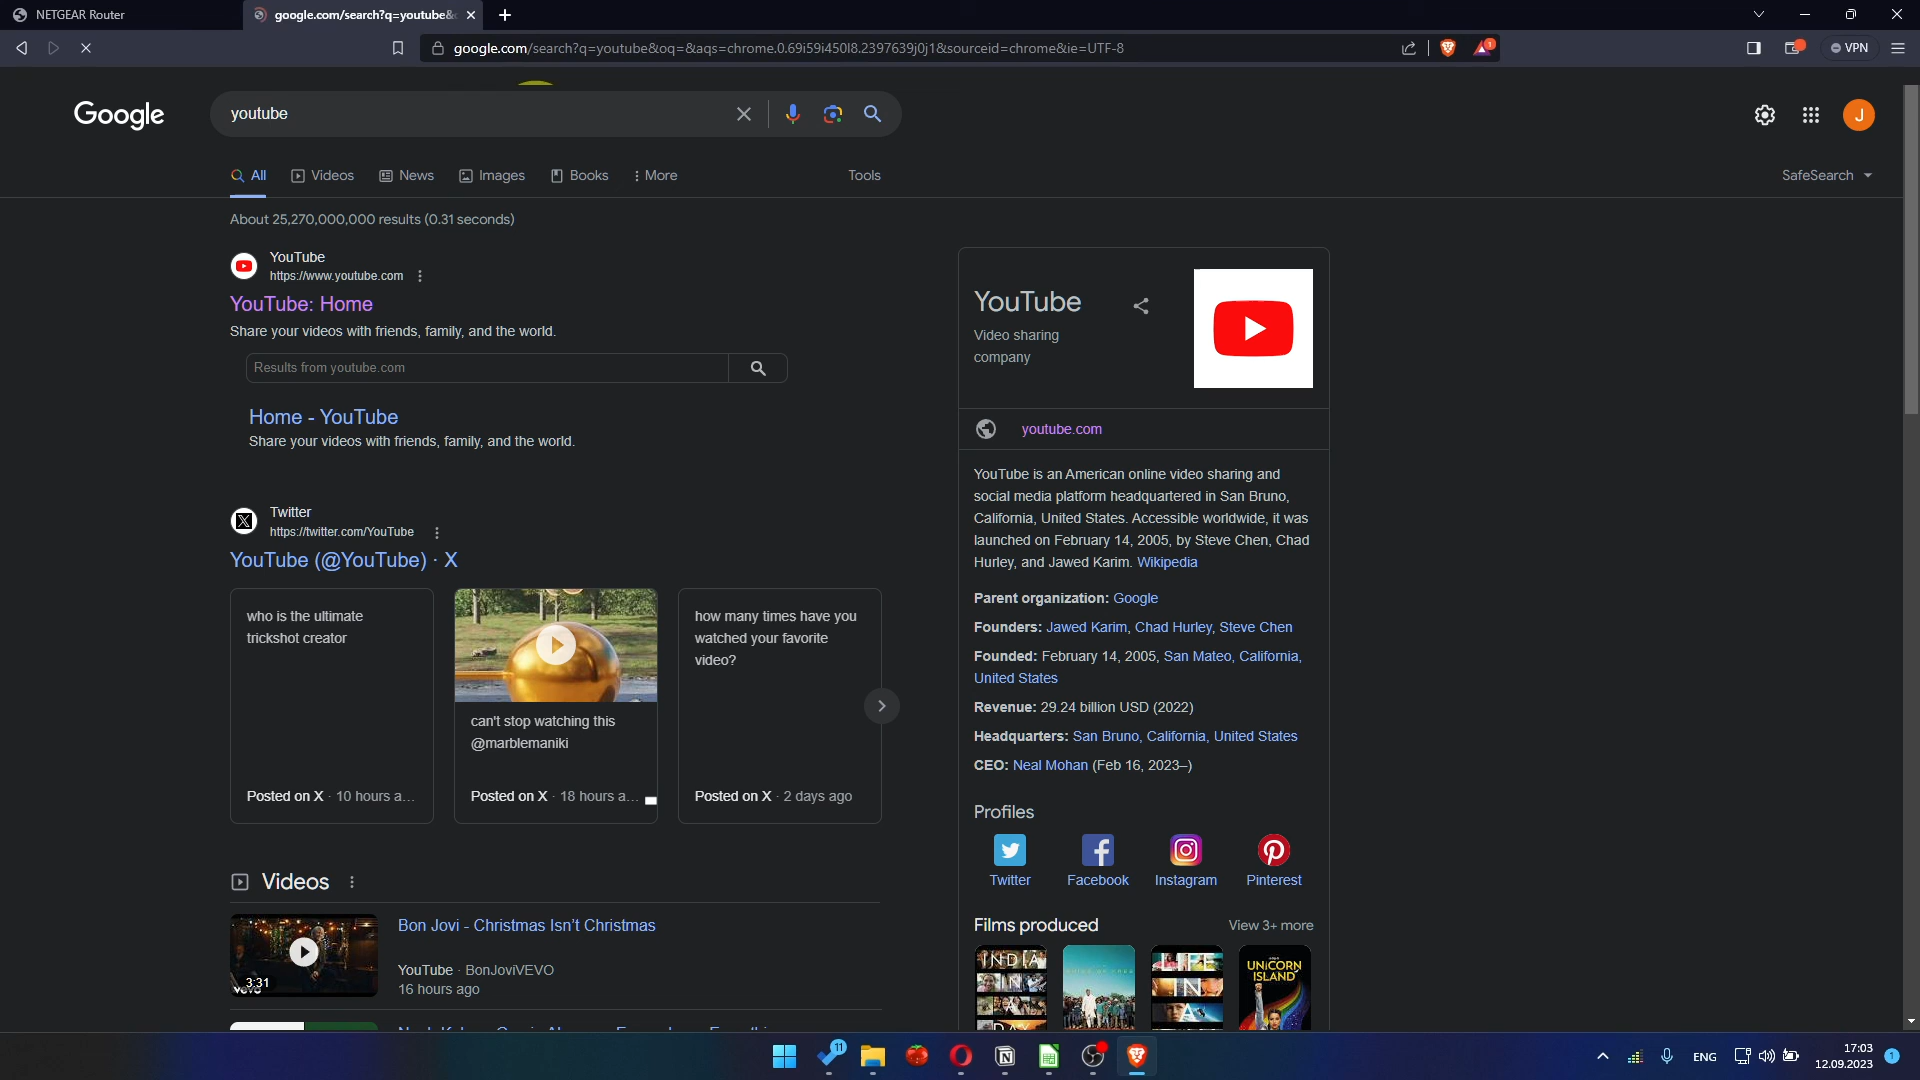 NETGEAR Router
google.com/search?q=youtube&
google.com/search?q=youtube&oq=&aqs=chrome.0.69i59i450l8.2397639j0j1&sourceid=chrome&ie=UTF-8
1
VPN
Google
youtube
J
All
Videos
News
Images
Books
More
Tools
SafeSearch
About 25,270,000,000 results (0.31 seconds)
YouTube
https://www.youtube.com
YouTube: Home
Share your videos with friends, family, and the world.
Results from youtube.com
Home - YouTube
Share your videos with friends, family, and the world.
Twitter
https://twitter.com/YouTube
YouTube (@YouTube) · X
who is the ultimate
trickshot creator
Posted on X · 10 hours a...
can't stop watching this
@marblemaniki
Posted on X · 18 hours a...
how many times have you
watched your favorite
video?
Posted on X · 2 days ago
Videos
3:31
Bon Jovi - Christmas Isn't Christmas
YouTube · BonJoviVEVO
16 hours ago
YouTube
Video sharing
company
youtube.com
YouTube is an American online video sharing and
social media platform headquartered in San Bruno,
California, United States. Accessible worldwide, it was
launched on February 14, 2005, by Steve Chen, Chad
Hurley, and Jawed Karim. Wikipedia
Parent organization: Google
Founders: Jawed Karim, Chad Hurley, Steve Chen
Founded: February 14, 2005, San Mateo, California,
United States
Revenue: 29.24 billion USD (2022)
Headquarters: San Bruno, California, United States
CEO: Neal Mohan (Feb 16, 2023–)
Profiles
Twitter
Facebook
Instagram
Pinterest
Films produced
View 3+ more
INDIA
IN
A
DAY
LIFE
IN
A
UNICORN
ISLAND
11
ENG
17:03
12.09.2023
1